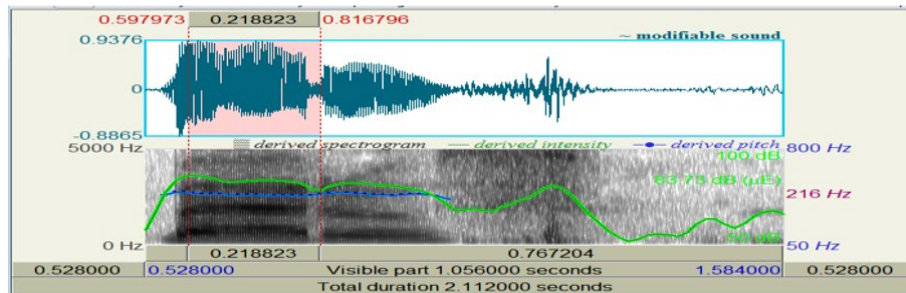 0.597973 0.218823 0.816796
0.9376 ~ modifiable sound
0
-0.8865
5000 Hz derived spectrogram derived intensity derived pitch 800 Hz
100 dB
83.73 dB (µE)
216 Hz
0 Hz 50 Hz
0.218823 0.767204
0.528000 0.528000 Visible part 1.056000 seconds 1.584000 0.528000
Total duration 2.112000 seconds